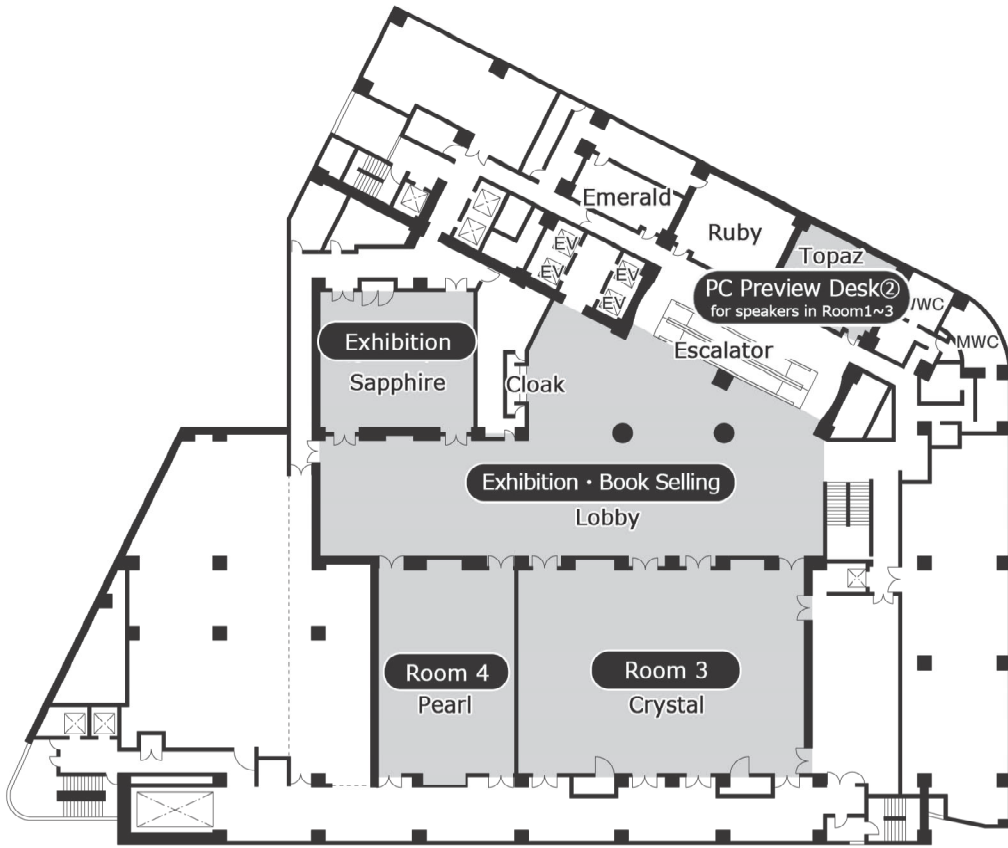 Emerald
Ruby
Topaz
PC Preview Desk②
for speakers in Room1~3
/WC
MWC
EV
EV
EV
EV
Escalator
Exhibition
Sapphire
Cloak
Exhibition・Book Selling
Lobby
Room 4
Pearl
Room 3
Crystal